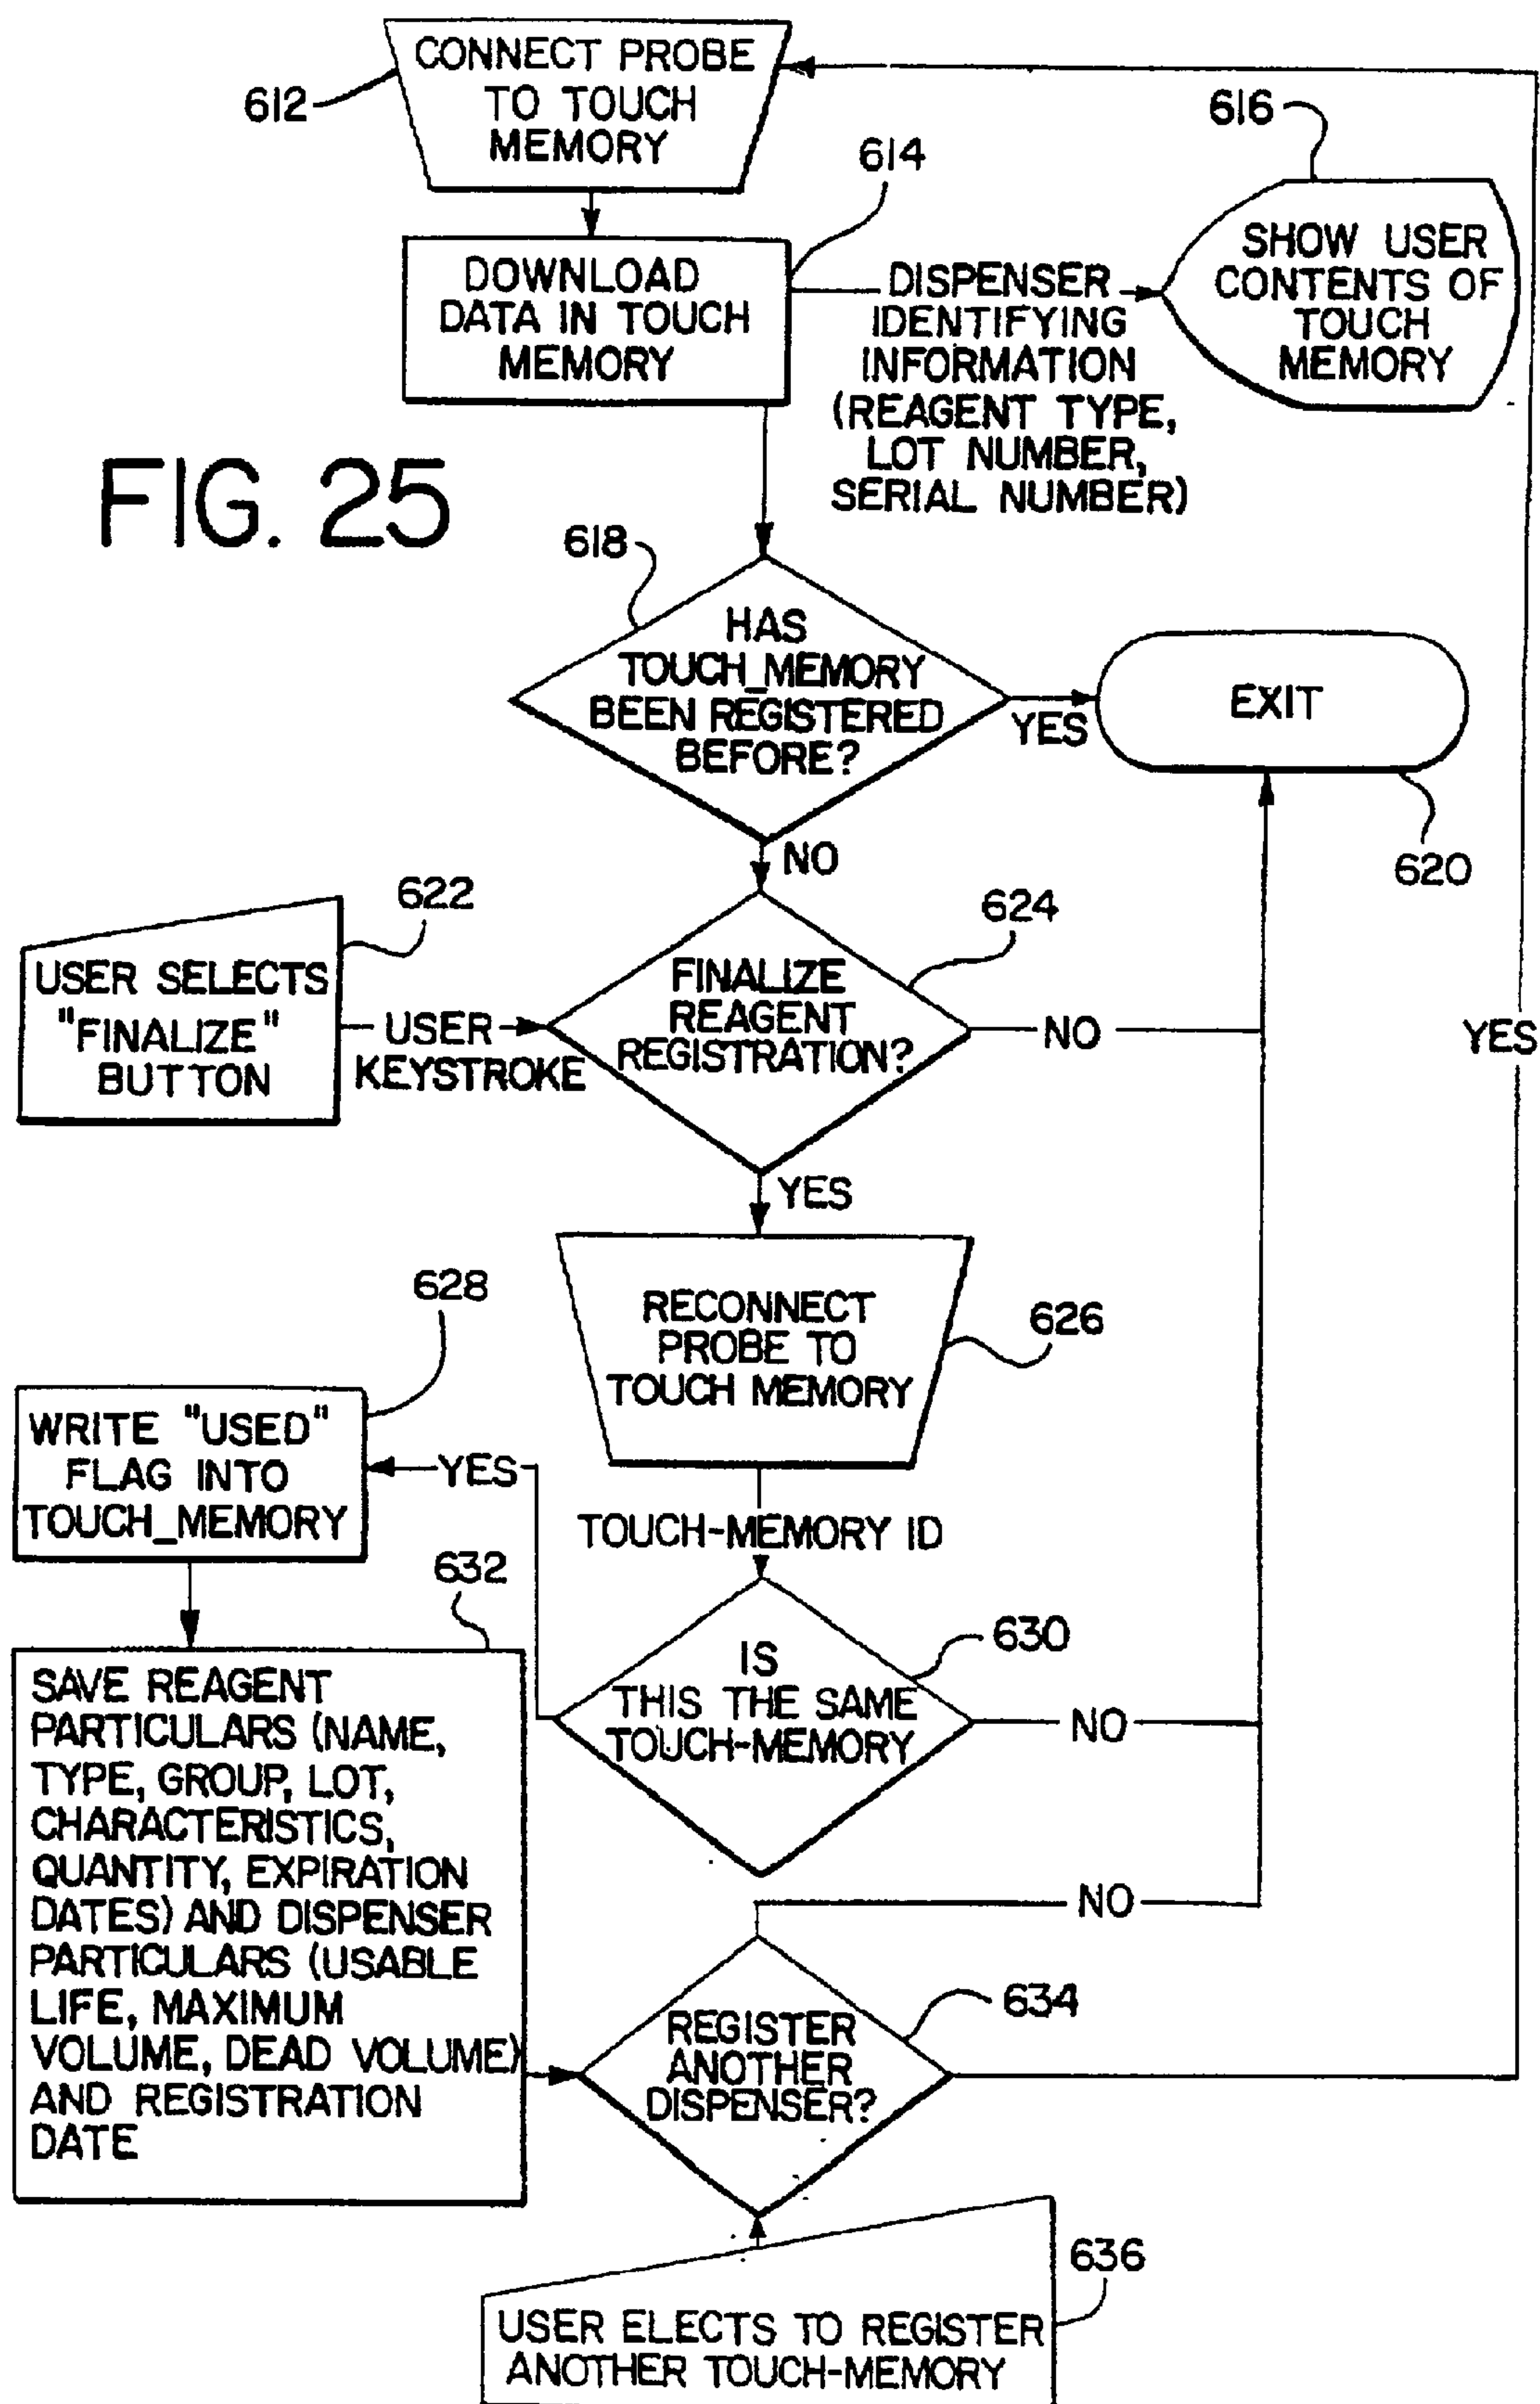 CONNECT PROBE
TO TOUCH
MEMORY
612
616
614
DOWNLOAD
DATA IN TOUCH
MEMORY
DISPENSER
IDENTIFYING
INFORMATION
(REAGENT TYPE,
LOT NUMBER,
SERIAL NUMBER)
SHOW USER
CONTENTS OF
TOUCH
MEMORY
FIG. 25
618
HAS
TOUCH_MEMORY
BEEN REGISTERED
BEFORE?
YES
EXIT
620
NO
622
624
USER SELECTS
"FINALIZE"
BUTTON
USER
KEYSTROKE
FINALIZE
REAGENT
REGISTRATION?
NO
YES
YES
628
RECONNECT
PROBE TO
TOUCH MEMORY
626
WRITE "USED"
FLAG INTO
TOUCH_MEMORY
YES
TOUCH-MEMORY ID
632
630
IS
THIS THE SAME
TOUCH-MEMORY
NO
SAVE REAGENT
PARTICULARS (NAME,
TYPE, GROUP, LOT,
CHARACTERISTICS,
QUANTITY, EXPIRATION
DATES) AND DISPENSER
PARTICULARS (USABLE
LIFE, MAXIMUM
VOLUME, DEAD VOLUME)
AND REGISTRATION
DATE
NO
634
REGISTER
ANOTHER
DISPENSER?
636
USER ELECTS TO REGISTER
ANOTHER TOUCH-MEMORY